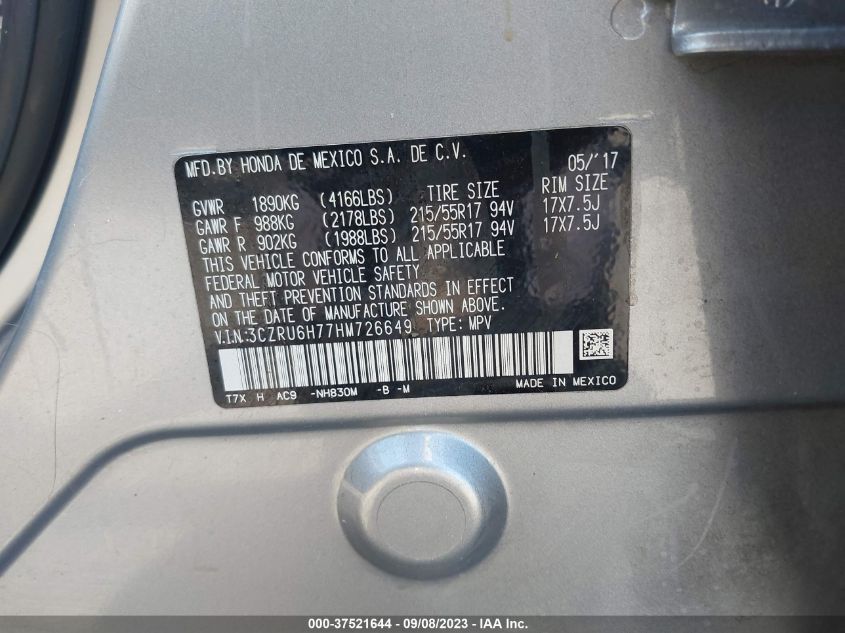 MFD.BY HONDA DE MEXICO S.A. DE C.V. 05/'17
GVWR 1890KG (4166LBS) TIRE SIZE RIM SIZE
GAWR F 988KG (2178LBS) 215/55R17 94V 17X7.5J
GAWR R 902KG (1988LBS) 215/55R17 94V 17X7.5J
THIS VEHICLE CONFORMS TO ALL APPLICABLE
FEDERAL MOTOR VEHICLE SAFETY
AND THEFT PREVENTION STANDARDS IN EFFECT
ON THE DATE OF MANUFACTURE SHOWN ABOVE.
V.I.N:3CZRU6H77HM726649 TYPE: MPV
T7X H AC9 -NH830M -B -M MADE IN MEXICO
000-37521644 - 09/08/2023 - IAA Inc.